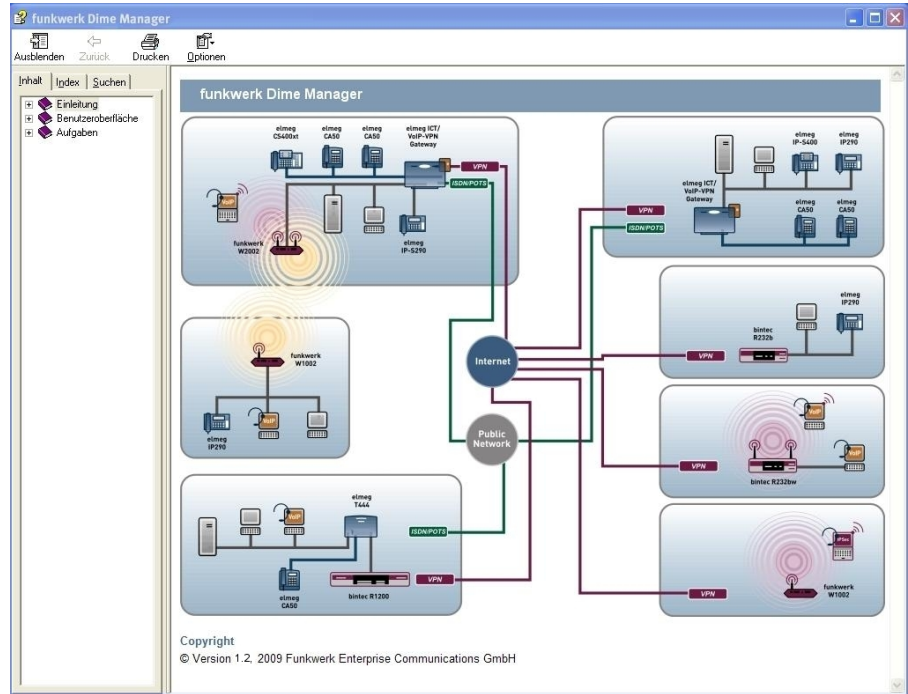 funkwerk Dime Manager
Ausblenden Zurück Drucken Optionen
Inhalt Index Suchen
Einleitung
Benutzeroberfläche
Aufgaben
funkwerk Dime Manager
elmeg
CS400xt
elmeg
CA50
elmeg
CA50
elmeg ICT/
VoIP-VPN
Gateway
VPN
ISDN/POTS
VoIP
funkwerk
W2002
elmeg
IP-S290
elmeg
IP-S400
elmeg
IP290
elmeg ICT/
VoIP-VPN
Gateway
elmeg
CA50
elmeg
CA50
VPN
ISDN/POTS
elmeg
IP290
bintec
R232b
VPN
funkwerk
W1002
VoIP
elmeg
IP290
Internet
Public
Network
VoIP
VoIP
VPN
bintec R232bw
elmeg
T444
VoIP
ISDN/POTS
elmeg
CA50
bintec R1200
VPN
IPSec
funkwerk
W1002
VPN
Copyright
© Version 1.2, 2009 Funkwerk Enterprise Communications GmbH